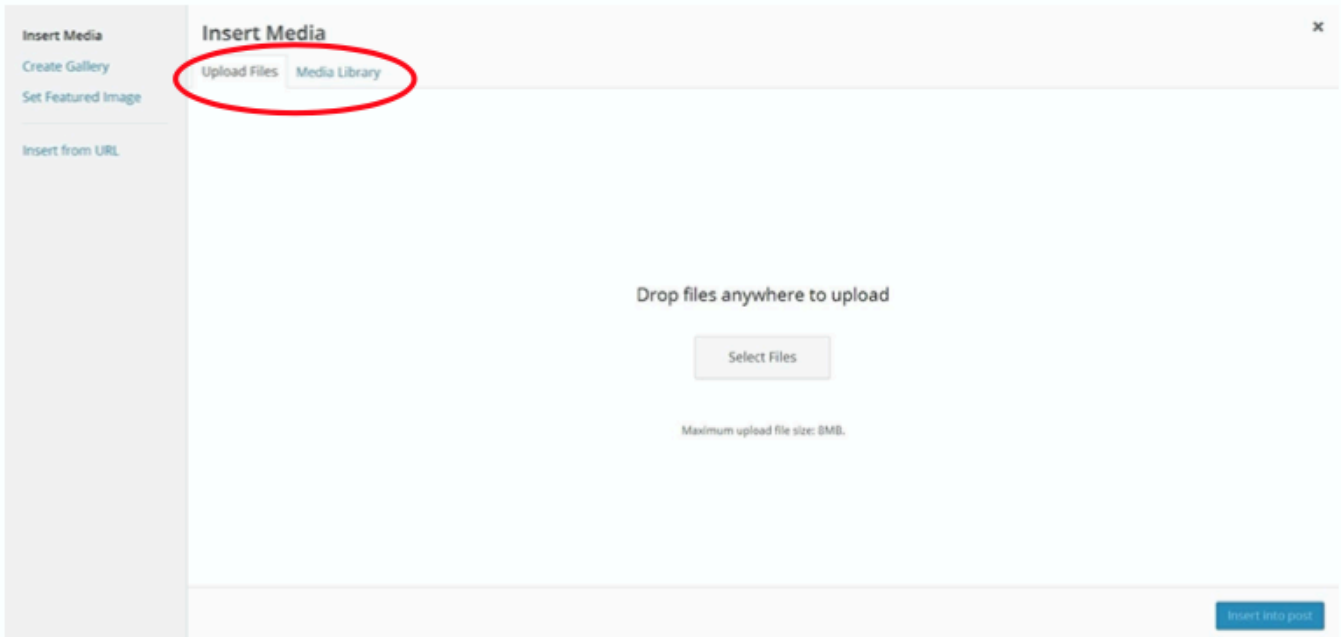 Insert Media
Create Gallery
Set Featured Image
Insert from URL
Insert Media
×
Upload Files Media Library
Drop files anywhere to upload
Select Files
Maximum upload file size: 8MB.
Insert into post